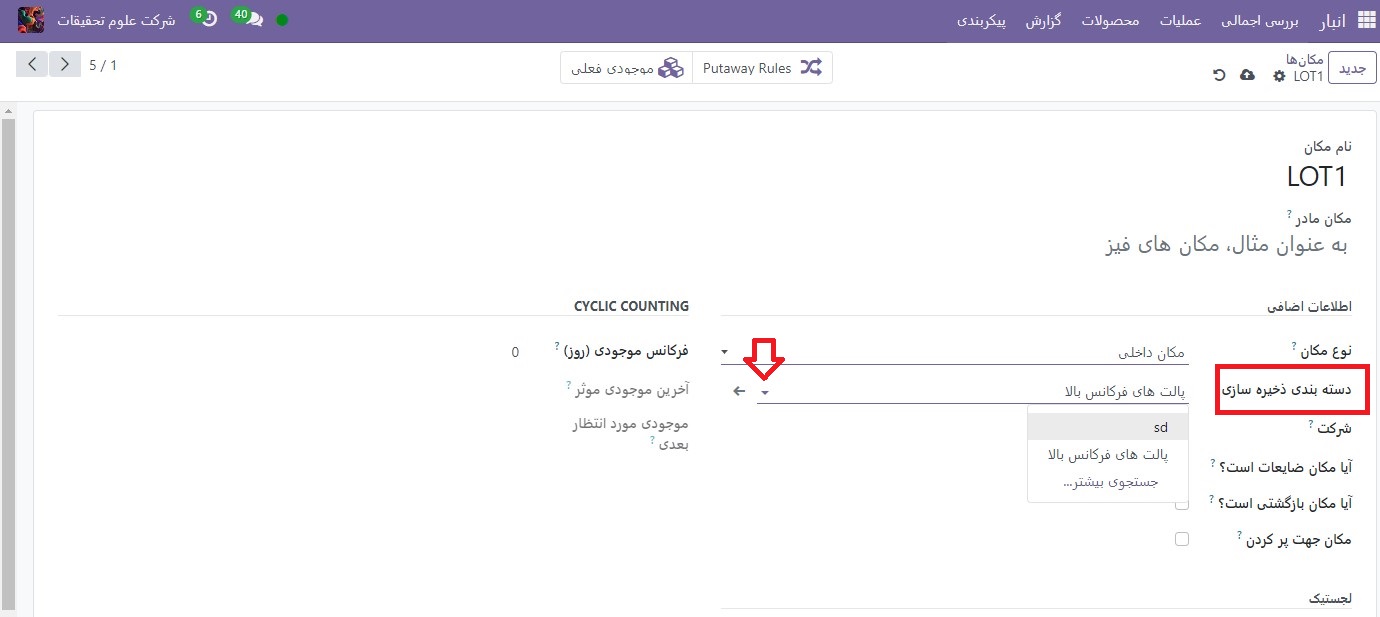 انبار بررسی اجمالی عملیات محصولات گزارش پیکربندی 40 6 شرکت علوم تحقیقات
جدید مکان‌ها
LOT1
Putaway Rules موجودی فعلی
5 / 1
نام مکان
LOT1
مکان مادر ?
به عنوان مثال، مکان های فیز
اطلاعات اضافی
نوع مکان ? مکان داخلی
دسته بندی ذخیره سازی پالت های فرکانس بالا
sd
پالت های فرکانس بالا
جستجوی بیشتر...
شرکت ?
آیا مکان ضایعات است؟ ?
آیا مکان بازگشتی است؟ ?
مکان جهت پر کردن ?
CYCLIC COUNTING
فرکانس موجودی (روز) ? 0
آخرین موجودی موثر ?
موجودی مورد انتظار
بعدی ?
لجستیک